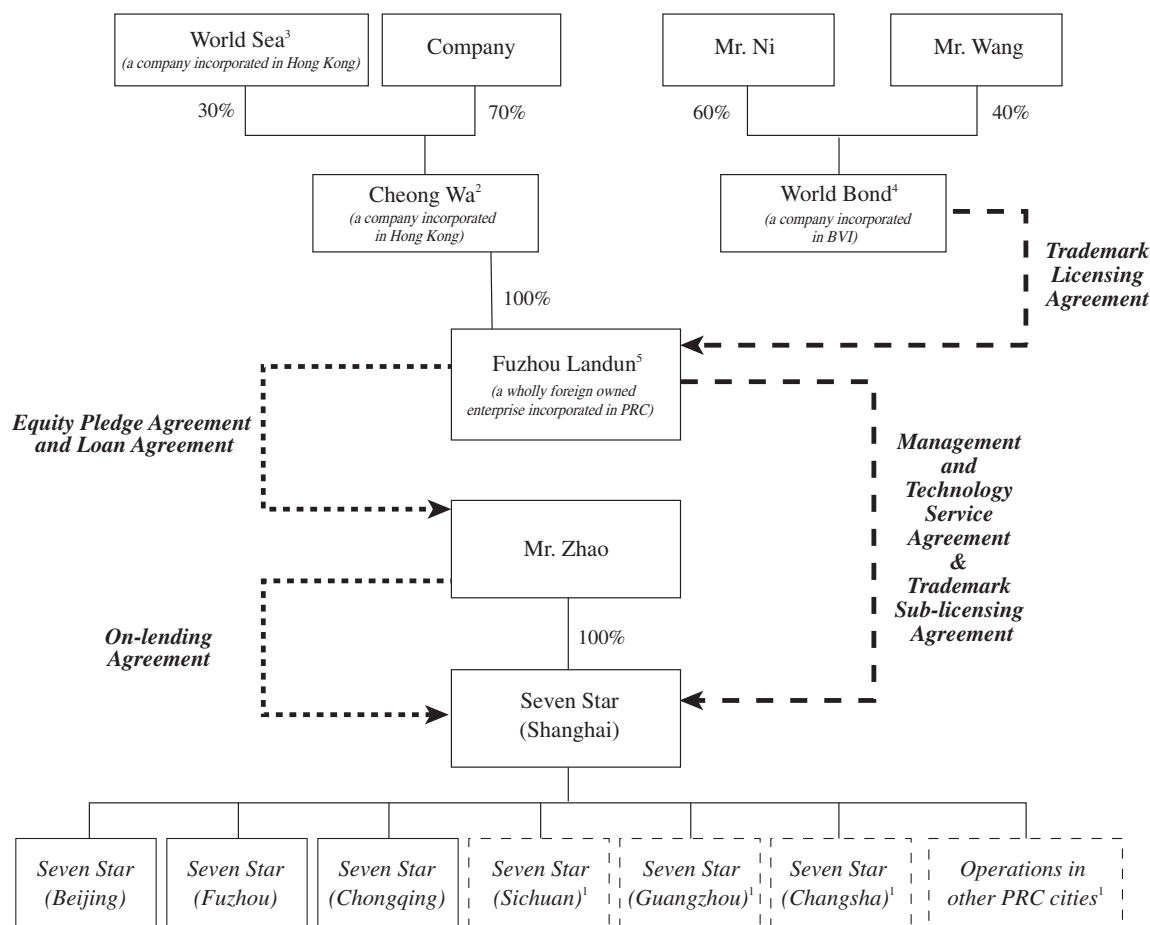 World Sea³
(a company incorporated in Hong Kong)
Company
Mr. Ni
Mr. Wang
30%
70%
60%
40%
Cheong Wa²
(a company incorporated
in Hong Kong)
World Bond⁴
(a company incorporated
in BVI)
Trademark
Licensing
Agreement
100%
Fuzhou Landun⁵
(a wholly foreign owned
enterprise incorporated in PRC)
Equity Pledge Agreement
and Loan Agreement
Management
and
Technology
Service
Agreement
&
Trademark
Sub-licensing
Agreement
Mr. Zhao
On-lending
Agreement
100%
Seven Star
(Shanghai)
Seven Star
(Beijing)
Seven Star
(Fuzhou)
Seven Star
(Chongqing)
Seven Star
(Sichuan)¹
Seven Star
(Guangzhou)¹
Seven Star
(Changsha)¹
Operations in
other PRC cities¹